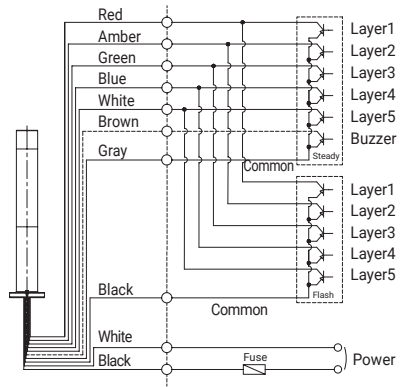 Red
Layer1
Amber
Layer2
Green
Layer3
Blue
Layer4
White
Layer5
Brown
Buzzer
Gray
Steady
Common
Layer1
Layer2
Layer3
Layer4
Layer5
Black
Flash
Common
White
Fuse
Power
Black